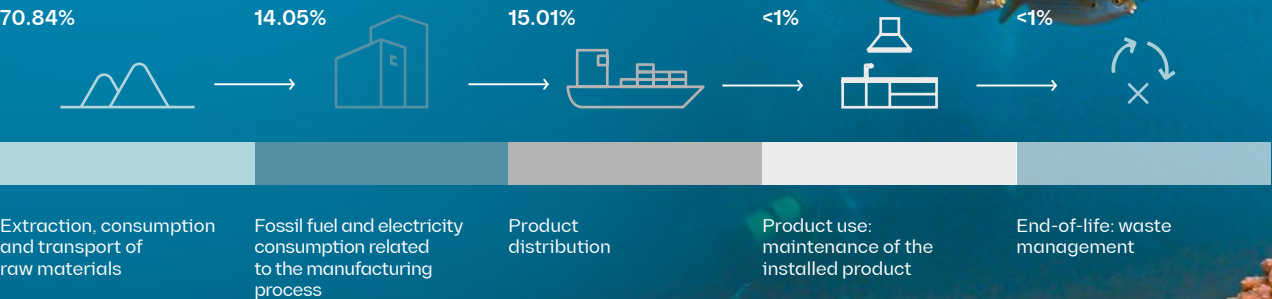 70.84%
14.05%
15.01%
<1%
<1%
Extraction, consumption
and transport of
raw materials
Fossil fuel and electricity
consumption related
to the manufacturing
process
Product
distribution
Product use:
maintenance of the
installed product
End-of-life: waste
management